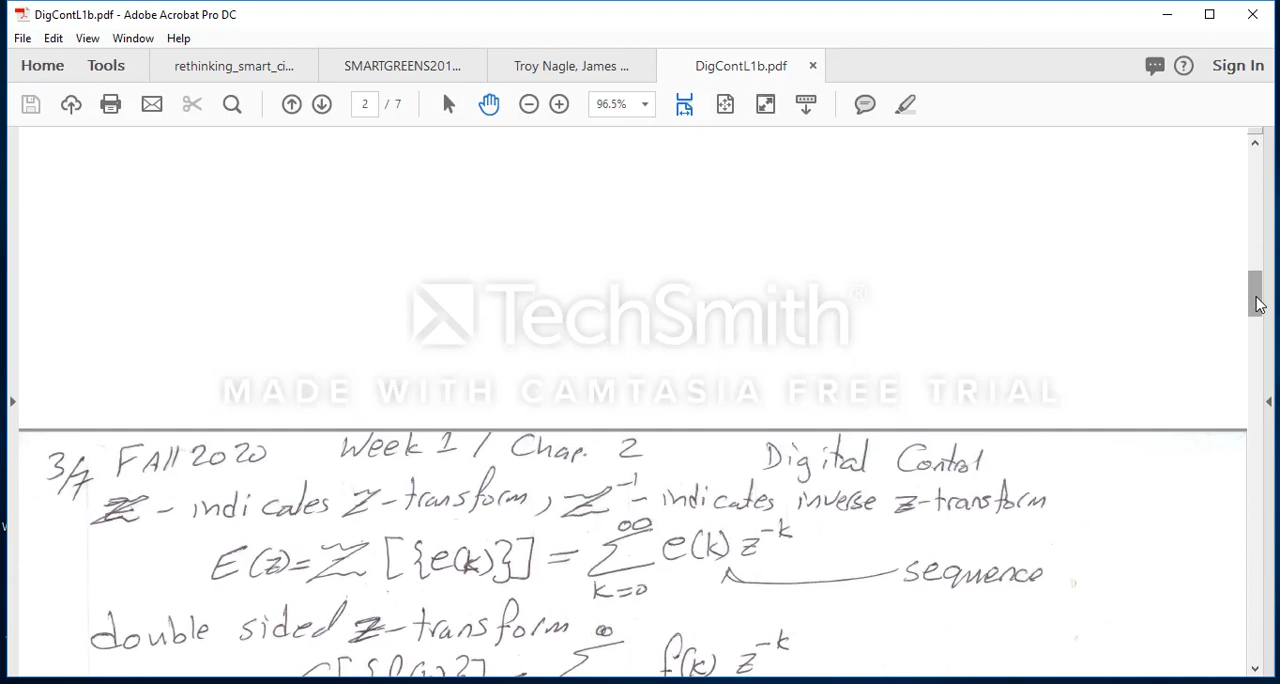 DigContL1b.pdf - Adobe Acrobat Pro DC
File Edit View Window Help
Home Tools rethinking_smart_ci... SMARTGREENS201... Troy Nagle, James ... DigContL1b.pdf × Sign In
2 / 7 96.5%
TechSmith®
MADE WITH CAMTASIA FREE TRIAL
3/7 FAll 2020 Week 1 / Chap. 2 Digital Control
Z - indicates Z-transform, Z⁻¹ - indicates inverse z-transform
E(z) = Z [{e(k)}] = ∑_{k=0}^{∞} e(k) z^{-k} sequence
double sided z-transform
∞ f(k) z^{-k}